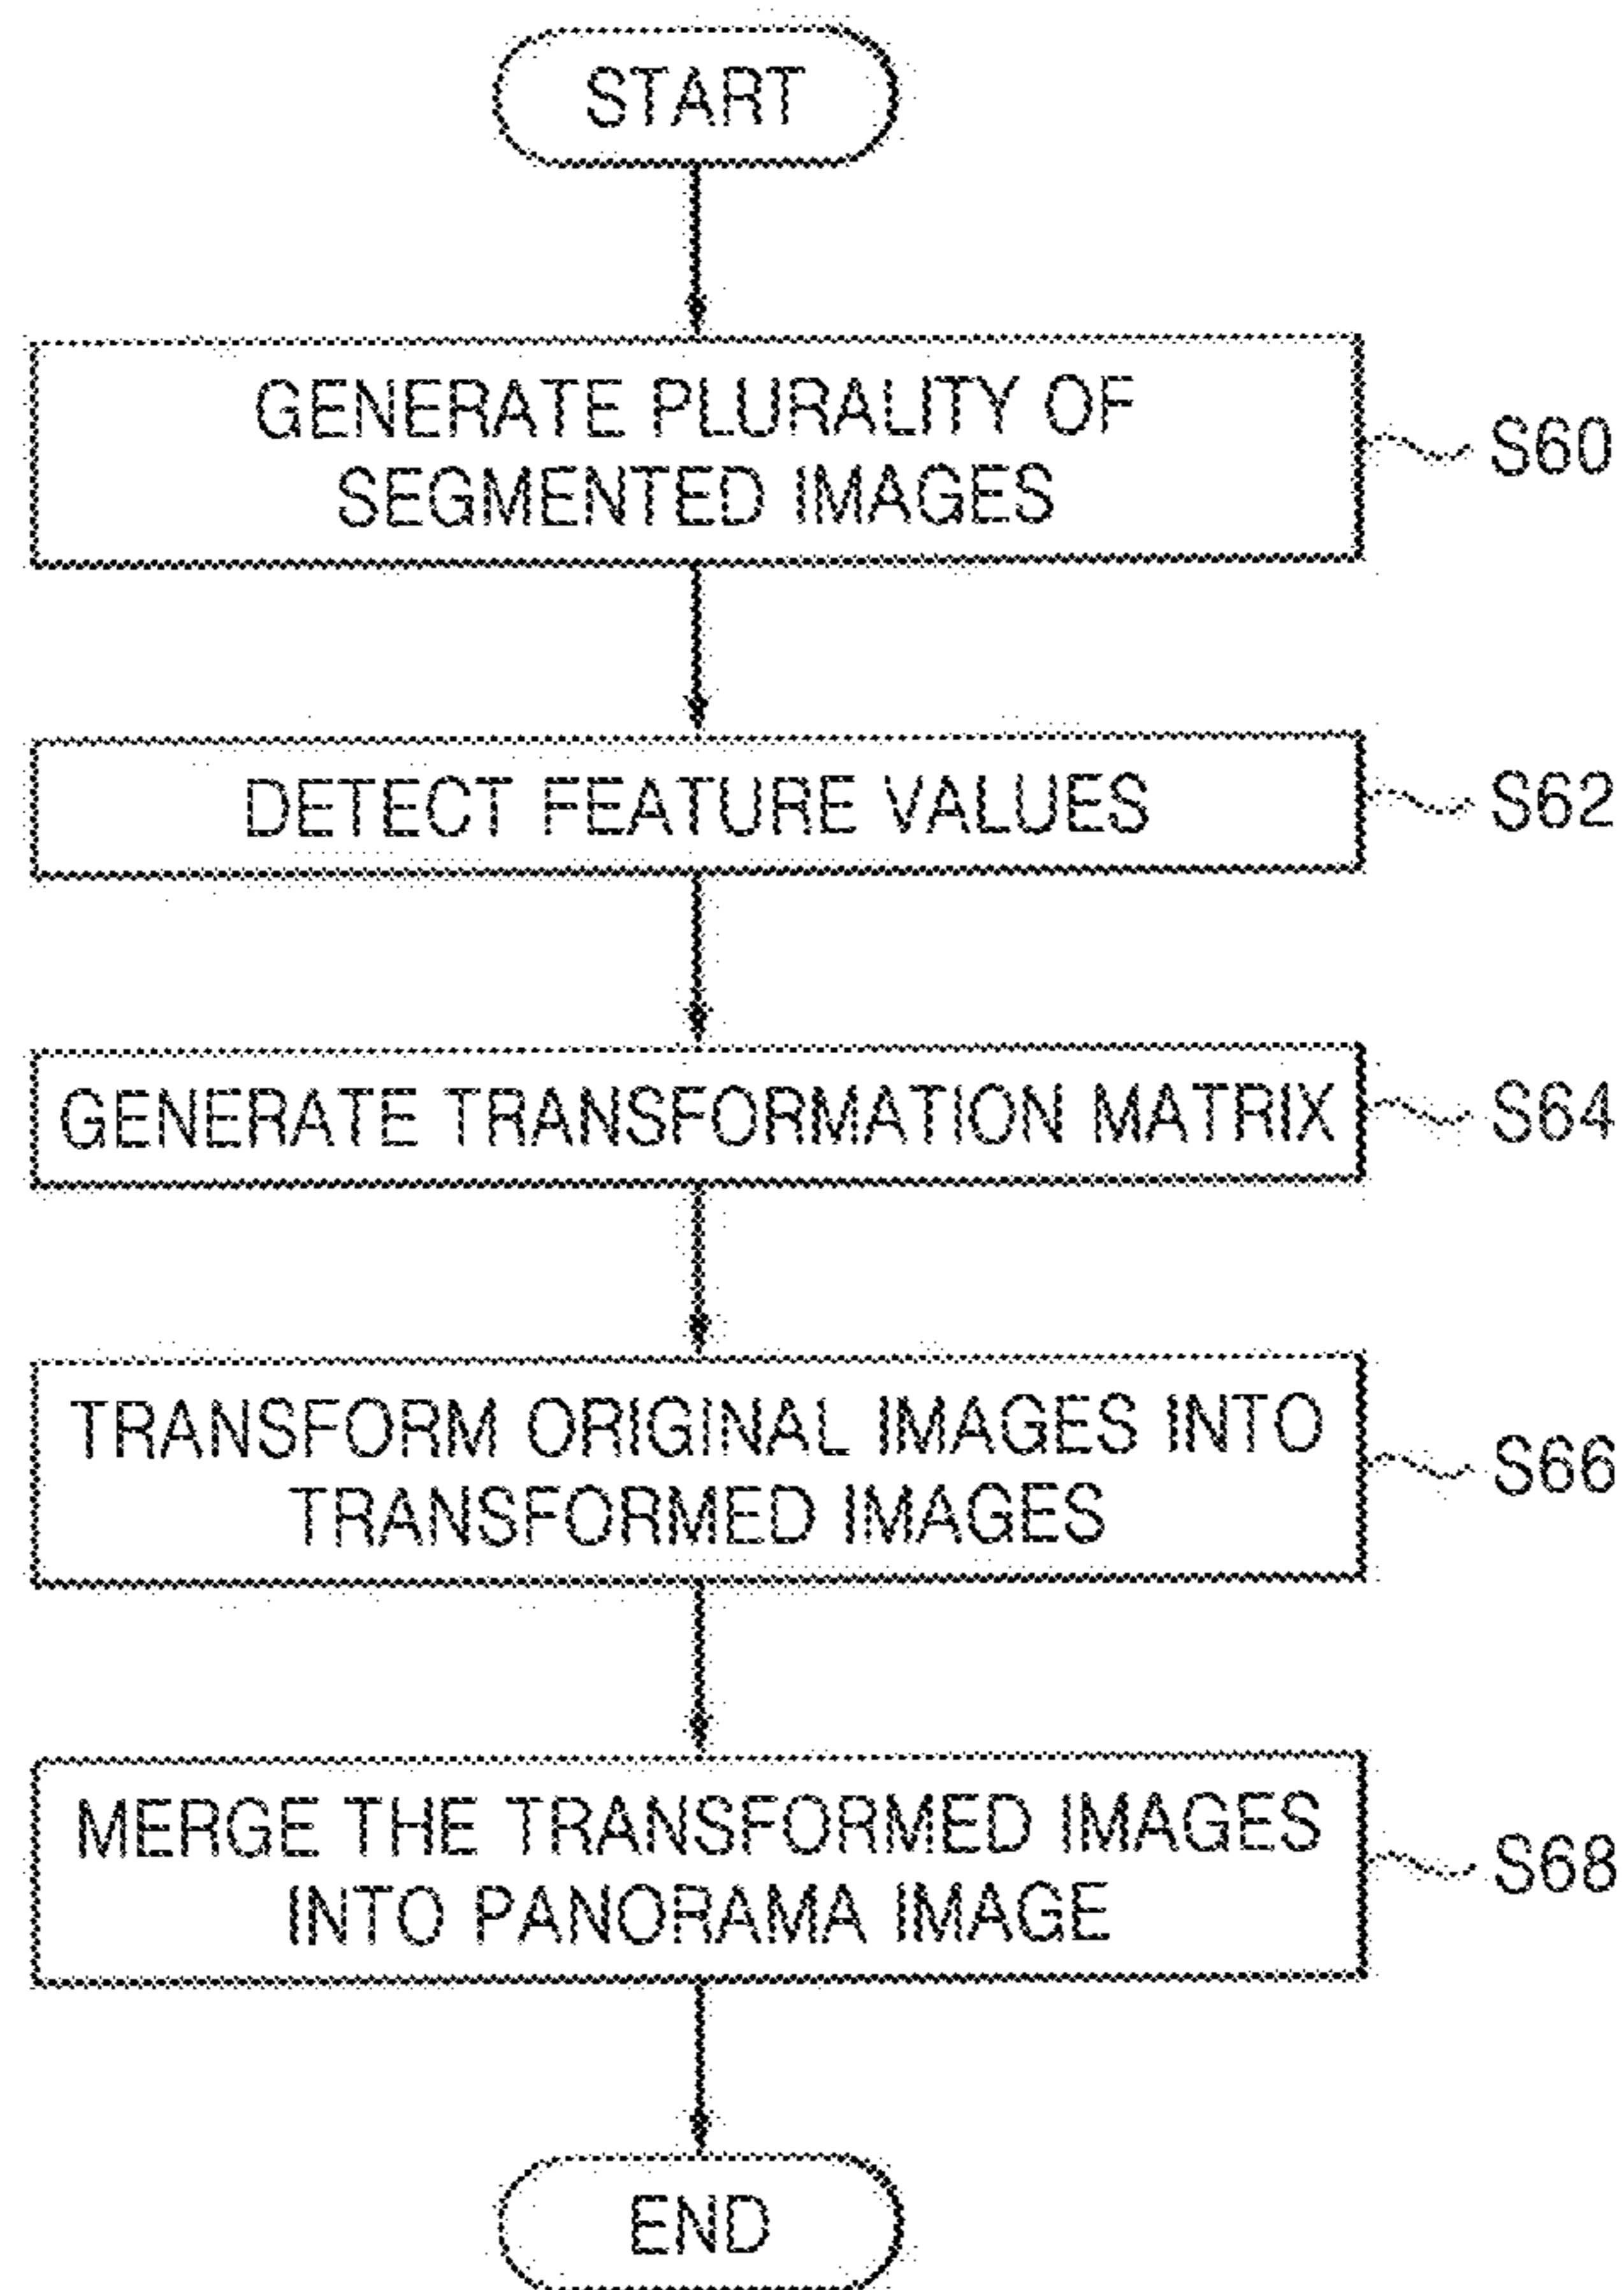 START
GENERATE PLURALITY OF
SEGMENTED IMAGES
S60
DETECT FEATURE VALUES
S62
GENERATE TRANSFORMATION MATRIX
S64
TRANSFORM ORIGINAL IMAGES INTO
TRANSFORMED IMAGES
S66
MERGE THE TRANSFORMED IMAGES
INTO PANORAMA IMAGE
S68
END